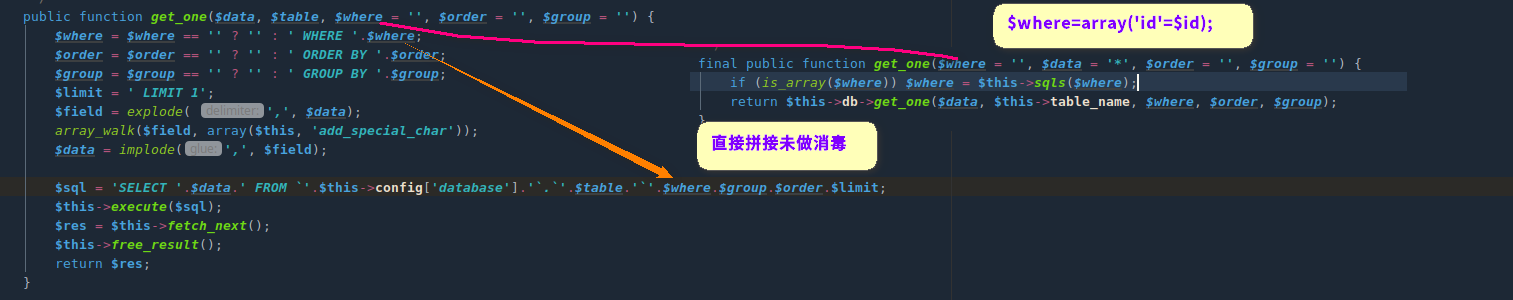 public function get_one($data, $table, $where = '', $order = '', $group = '') {
$where = $where == '' ? '' : ' WHERE '.$where;
$order = $order == '' ? '' : ' ORDER BY '.$order;
$group = $group == '' ? '' : ' GROUP BY '.$group;
$limit = ' LIMIT 1';
$field = explode( delimiter: ',', $data);
array_walk($field, array($this, 'add_special_char'));
$data = implode( glue: ',', $field);
$sql = 'SELECT '.$data.' FROM `'.$this->config['database'].'`.`'.$table.'`'.$where.$group.$order.$limit;
$this->execute($sql);
$res = $this->fetch_next();
$this->free_result();
return $res;
}
$where=array('id'=$id);
final public function get_one($where = '', $data = '*', $order = '', $group = '') {
if (is_array($where)) $where = $this->sqls($where);
return $this->db->get_one($data, $this->table_name, $where, $order, $group);
}
直接拼接未做消毒